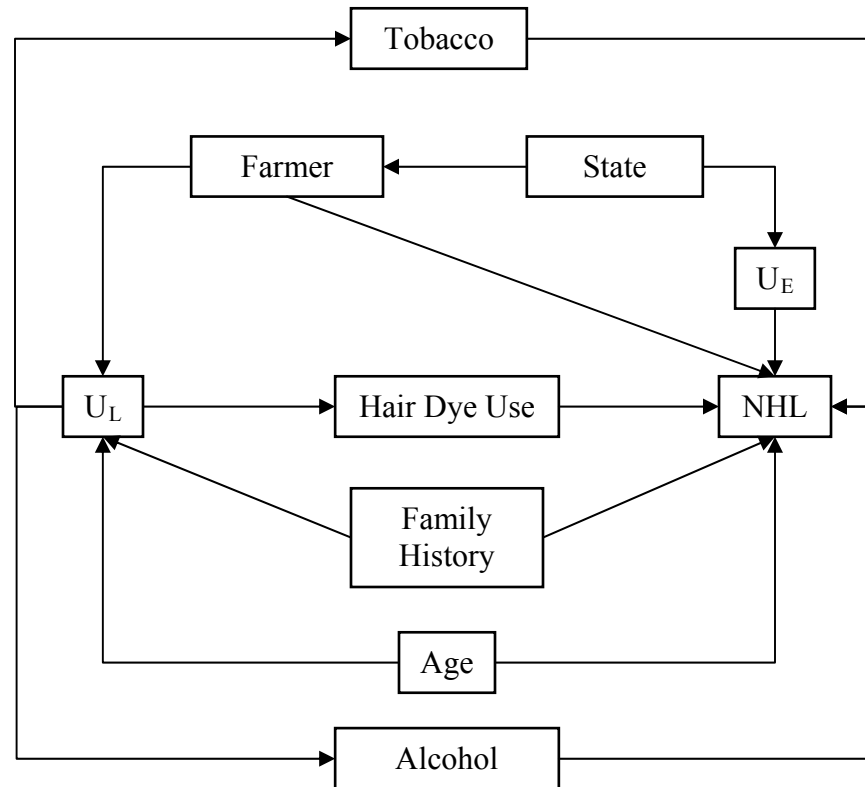 Tobacco
Farmer
State
U_E
U_L
Hair Dye Use
NHL
Family
History
Age
Alcohol